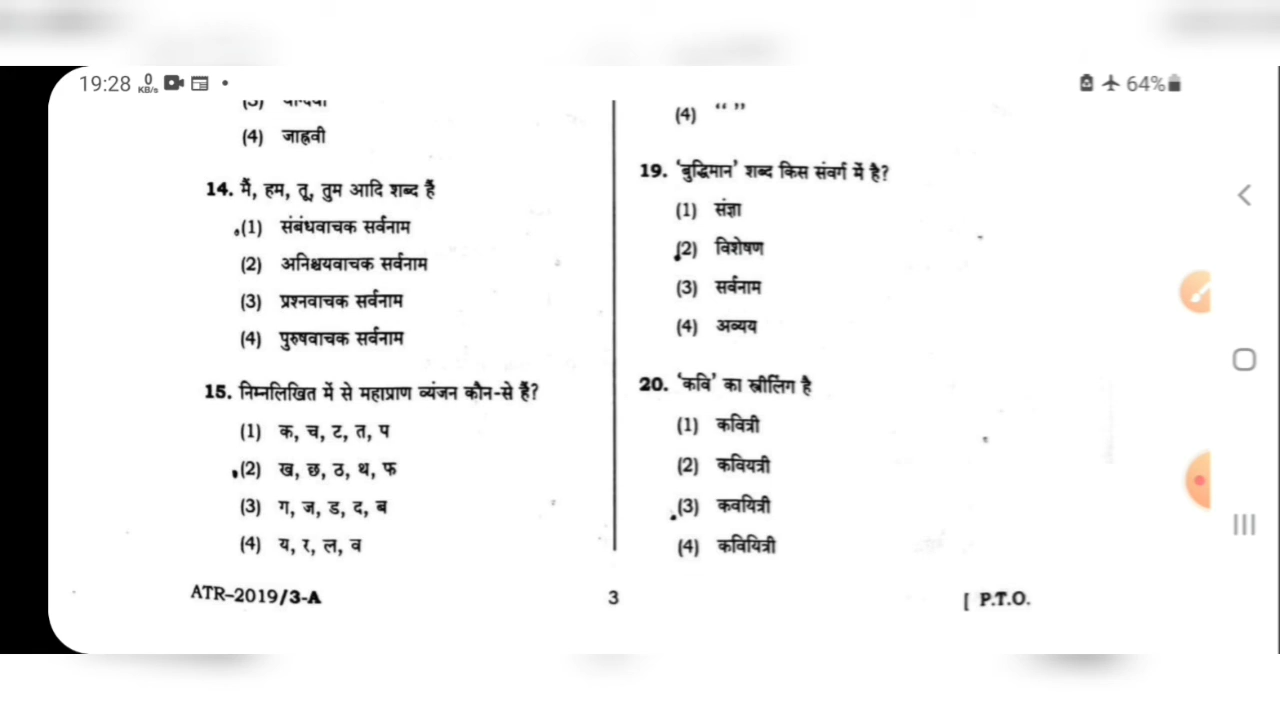 19:28 0 KB/s
64%
(4) जाह्नवी
14. मैं, हम, तू, तुम आदि शब्द हैं
(1) संबंधवाचक सर्वनाम
(2) अनिश्चयवाचक सर्वनाम
(3) प्रश्नवाचक सर्वनाम
(4) पुरुषवाचक सर्वनाम
15. निम्नलिखित में से महाप्राण व्यंजन कौन-से हैं?
(1) क, च, ट, त, प
(2) ख, छ, ठ, थ, फ
(3) ग, ज, ड, द, ब
(4) य, र, ल, व
(4) “ ”
19. ‘बुद्धिमान’ शब्द किस संवर्ग में है?
(1) संज्ञा
(2) विशेषण
(3) सर्वनाम
(4) अव्यय
20. ‘कवि’ का स्त्रीलिंग है
(1) कवित्री
(2) कवियत्री
(3) कवयित्री
(4) कवियित्री
ATR–2019/3-A
3
[ P.T.O.